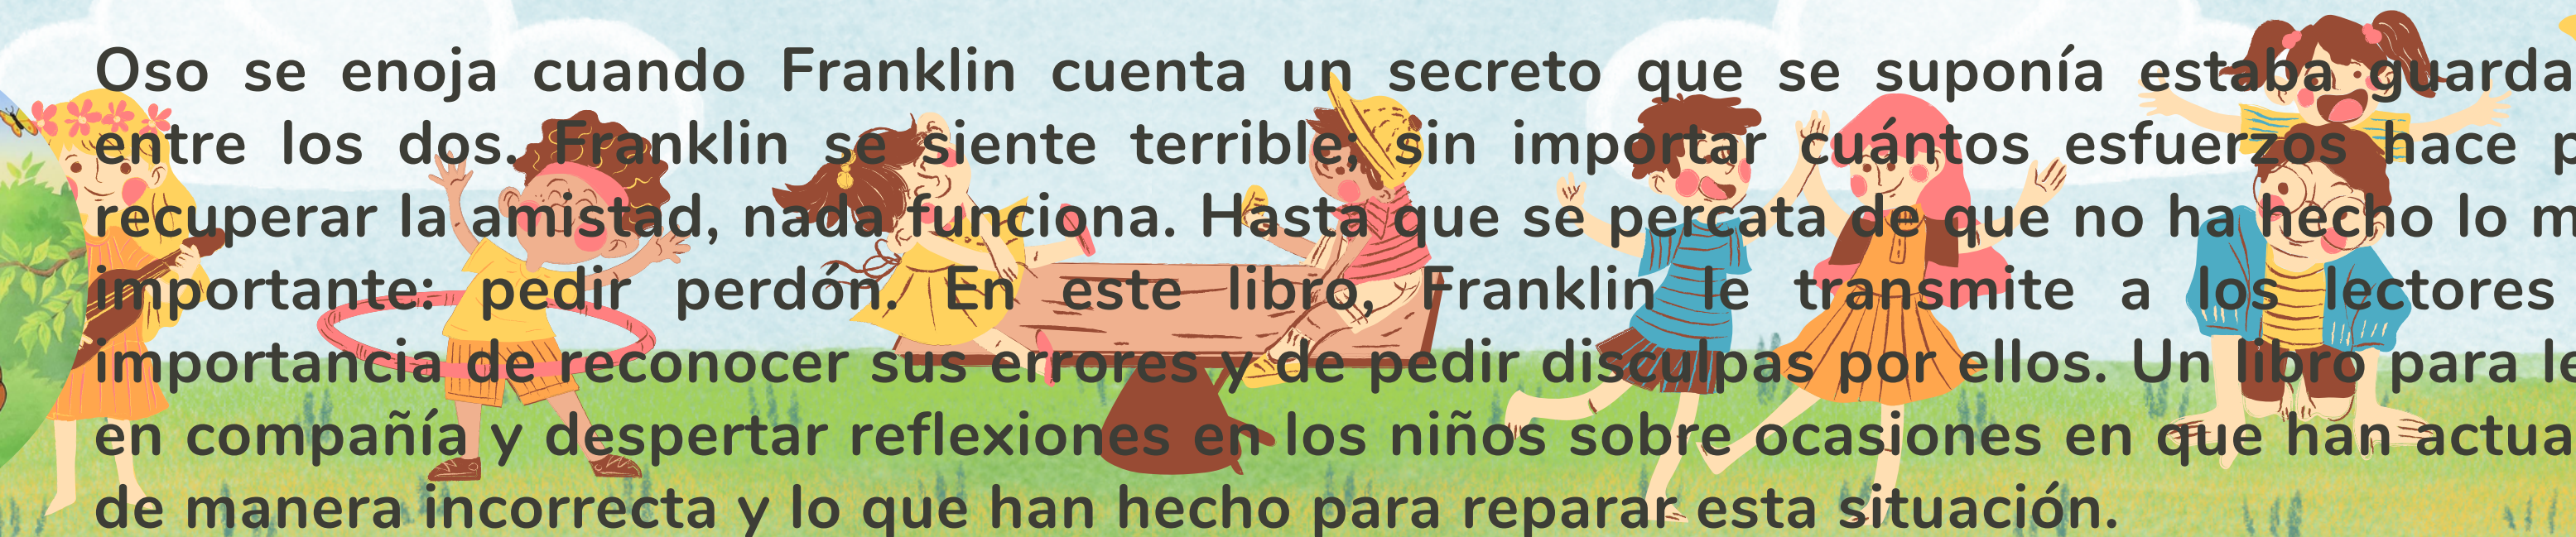 Oso se enoja cuando Franklin cuenta un secreto que se suponía estaba guarda
entre los dos. Franklin se siente terrible; sin importar cuántos esfuerzos hace p
recuperar la amistad, nada funciona. Hasta que se percata de que no ha hecho lo m
importante: pedir perdón. En este libro, Franklin le transmite a los lectores
importancia de reconocer sus errores y de pedir disculpas por ellos. Un libro para le
en compañía y despertar reflexiones en los niños sobre ocasiones en que han actua
de manera incorrecta y lo que han hecho para reparar esta situación.